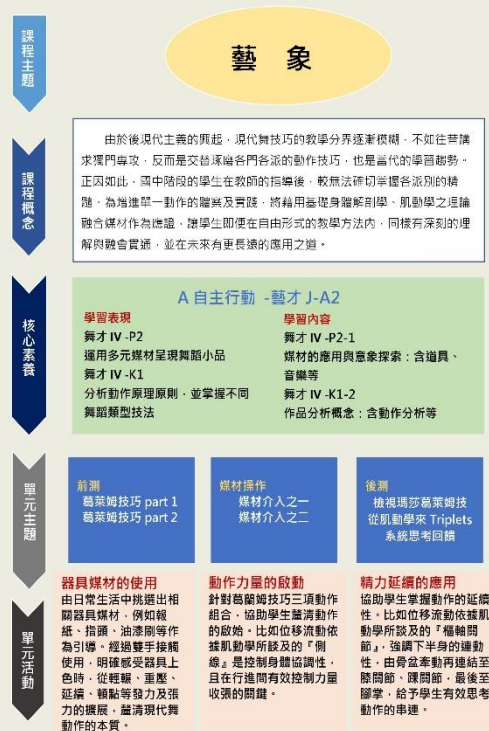 課程主題
藝 象
課程概念
由於後現代主義的興起，現代舞技巧的教學分界逐漸模糊，不如往昔講
求獨門專攻，反而是交替琢磨各門各派的動作技巧，也是當代的學習趨勢。
正因如此，國中階段的學生在教師的指導後，較無法確切掌握各派別的精
隨，為增進單一動作的體察及實踐，將藉用基礎身體解剖學、肌動學之理論
融合媒材作為應證，讓學生即便在自由形式的教學方法內，同樣有深刻的理
解與融會貫通，並在未來有更長遠的應用之道。
核心素養
A 自主行動 -藝才 J-A2
學習表現
舞才 IV -P2
運用多元媒材呈現舞蹈小品
舞才 IV -K1
分析動作原理原則，並掌握不同
舞蹈類型技法
學習內容
舞才 IV -P2-1
媒材的應用與意象探索：含道具、
音樂等
舞才 IV -K1-2
作品分析概念：含動作分析等
單元主題
前測
葛萊姆技巧 part 1
葛萊姆技巧 part 2
媒材操作
媒材介入之一
媒材介入之二
後測
檢視瑪莎葛萊姆技
從肌動學來 Triplets
系統思考回饋
單元活動
器具媒材的使用
由日常生活中挑選出相
關器具媒材，例如報
紙、指頭、油漆刷等作
為引導。經過雙手接觸
使用，明確感受器具上
色時，從輕輾、重壓、
延續、頓點等發力及張
力的擴展，釐清現代舞
動作的本質。
動作力量的啟動
針對葛蘭姆技巧三項動作
組合，協助學生釐清動作
的啟始。比如位移流動依
據肌動學所談及的『側
線』是控制身體協調性，
且在行進間有效控制力量
收張的關鍵。
精力延續的應用
協助學生掌握動作的延續
性。比如位移流動依據肌
動學所談及的『樞軸關
節』，強調下半身的連動
性，由骨盆牽動再連結至
膝關節、踝關節，最後至
腳掌，給予學生有效思考
動作的串連。